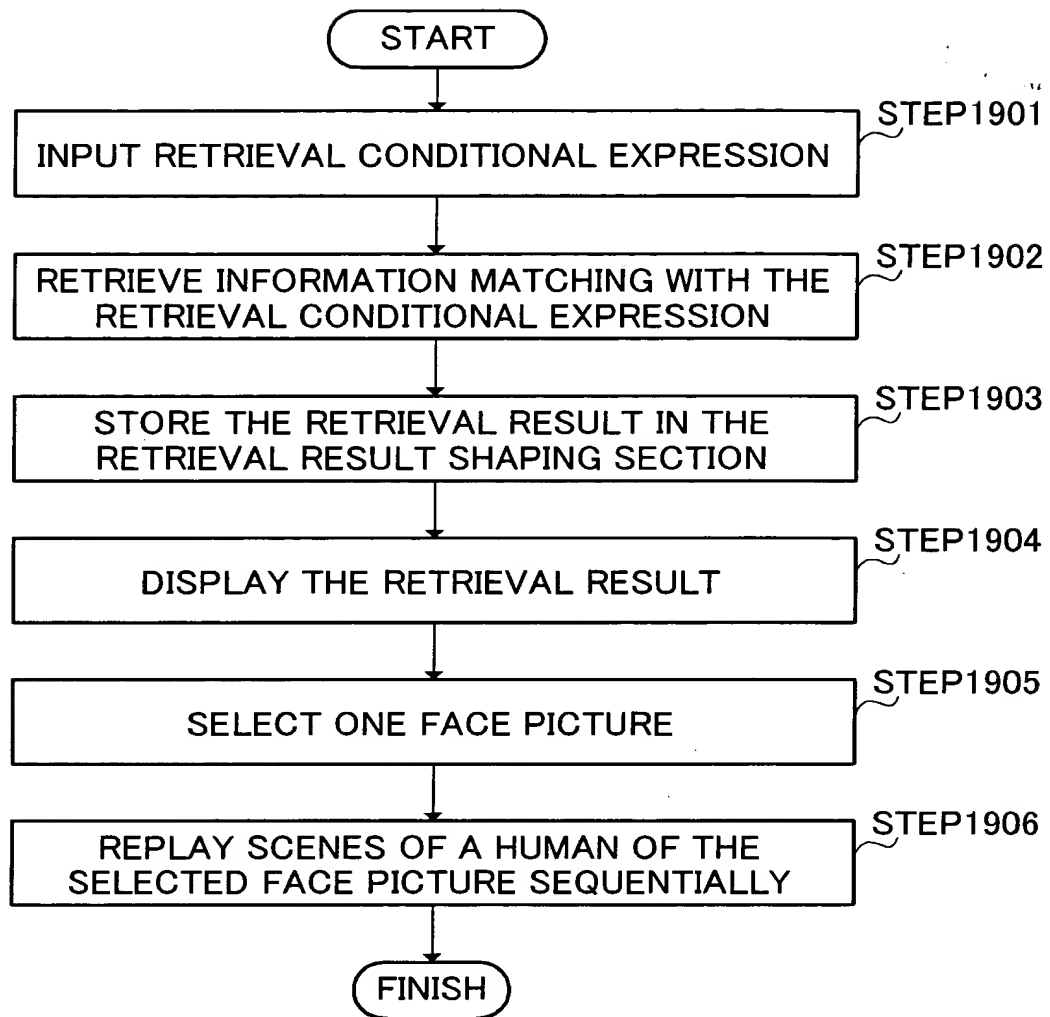 START
STEP1901
INPUT RETRIEVAL CONDITIONAL EXPRESSION
STEP1902
RETRIEVE INFORMATION MATCHING WITH THE
RETRIEVAL CONDITIONAL EXPRESSION
STEP1903
STORE THE RETRIEVAL RESULT IN THE
RETRIEVAL RESULT SHAPING SECTION
STEP1904
DISPLAY THE RETRIEVAL RESULT
STEP1905
SELECT ONE FACE PICTURE
STEP1906
REPLAY SCENES OF A HUMAN OF THE
SELECTED FACE PICTURE SEQUENTIALLY
FINISH